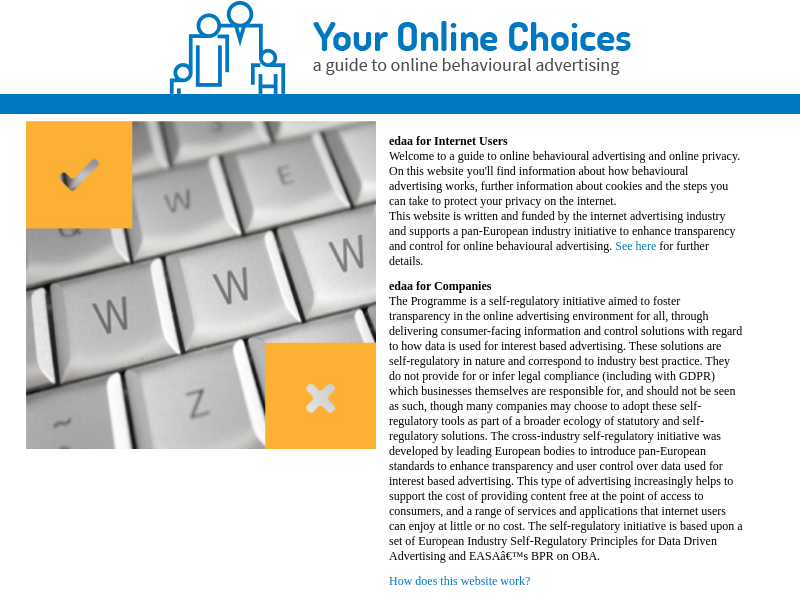 Your Online Choices
a guide to online behavioural advertising
S
W
E
Q
W
W
W
~
Z
edaa for Internet Users
Welcome to a guide to online behavioural advertising and online privacy.
On this website you'll find information about how behavioural
advertising works, further information about cookies and the steps you
can take to protect your privacy on the internet.
This website is written and funded by the internet advertising industry
and supports a pan-European industry initiative to enhance transparency
and control for online behavioural advertising. See here for further
details.
edaa for Companies
The Programme is a self-regulatory initiative aimed to foster
transparency in the online advertising environment for all, through
delivering consumer-facing information and control solutions with regard
to how data is used for interest based advertising. These solutions are
self-regulatory in nature and correspond to industry best practice. They
do not provide for or infer legal compliance (including with GDPR)
which businesses themselves are responsible for, and should not be seen
as such, though many companies may choose to adopt these self-
regulatory tools as part of a broader ecology of statutory and self-
regulatory solutions. The cross-industry self-regulatory initiative was
developed by leading European bodies to introduce pan-European
standards to enhance transparency and user control over data used for
interest based advertising. This type of advertising increasingly helps to
support the cost of providing content free at the point of access to
consumers, and a range of services and applications that internet users
can enjoy at little or no cost. The self-regulatory initiative is based upon a
set of European Industry Self-Regulatory Principles for Data Driven
Advertising and EASAâ€™s BPR on OBA.
How does this website work?